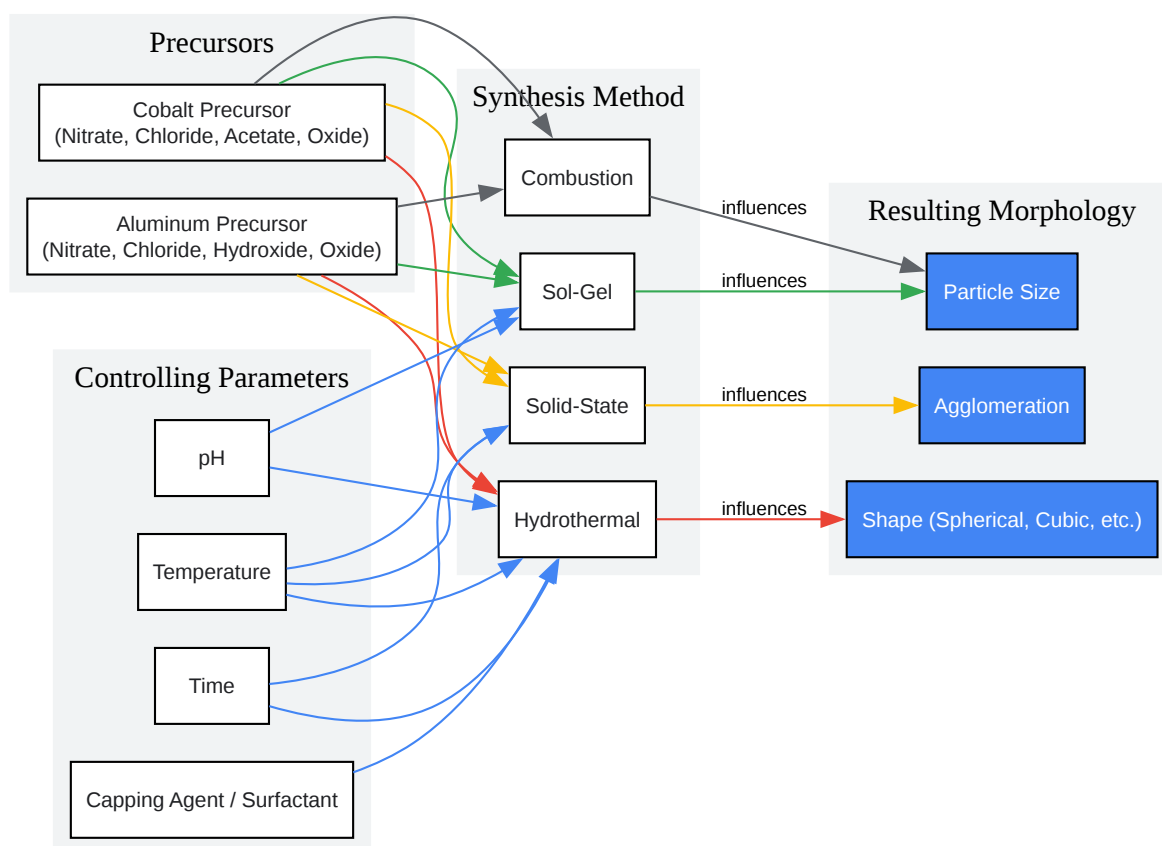 Precursors
Cobalt Precursor
(Nitrate, Chloride, Acetate, Oxide)
Aluminum Precursor
(Nitrate, Chloride, Hydroxide, Oxide)
Controlling Parameters
pH
Temperature
Time
Capping Agent / Surfactant
Synthesis Method
Combustion
Sol-Gel
Solid-State
Hydrothermal
influences
influences
influences
influences
Resulting Morphology
Particle Size
Agglomeration
Shape (Spherical, Cubic, etc.)